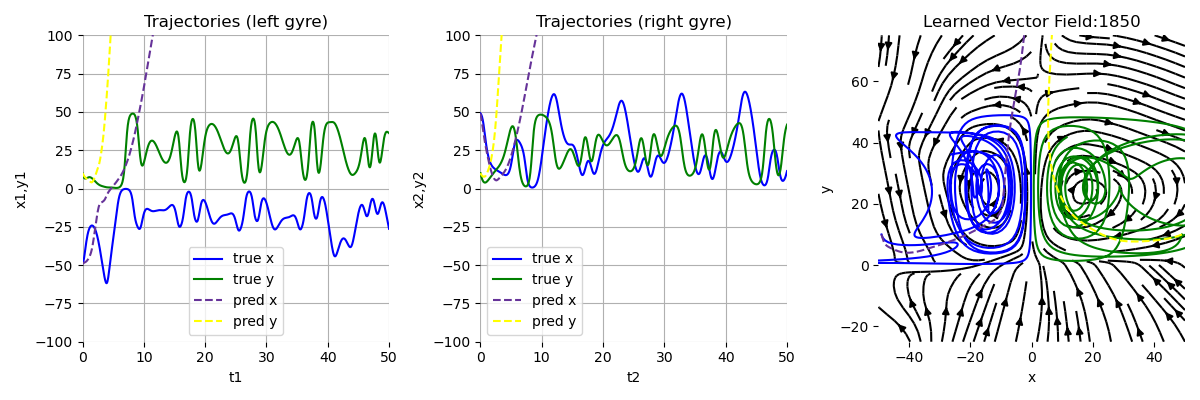 Trajectories (left gyre)
100
75
50
25
0
−25
−50
−75
−100
x1,y1
0
10
20
30
40
50
t1
true x
true y
pred x
pred y
Trajectories (right gyre)
100
75
50
25
0
−25
−50
−75
−100
x2,y2
0
10
20
30
40
50
t2
true x
true y
pred x
pred y
Learned Vector Field:1850
60
40
20
0
−20
y
−40
−20
0
20
40
x